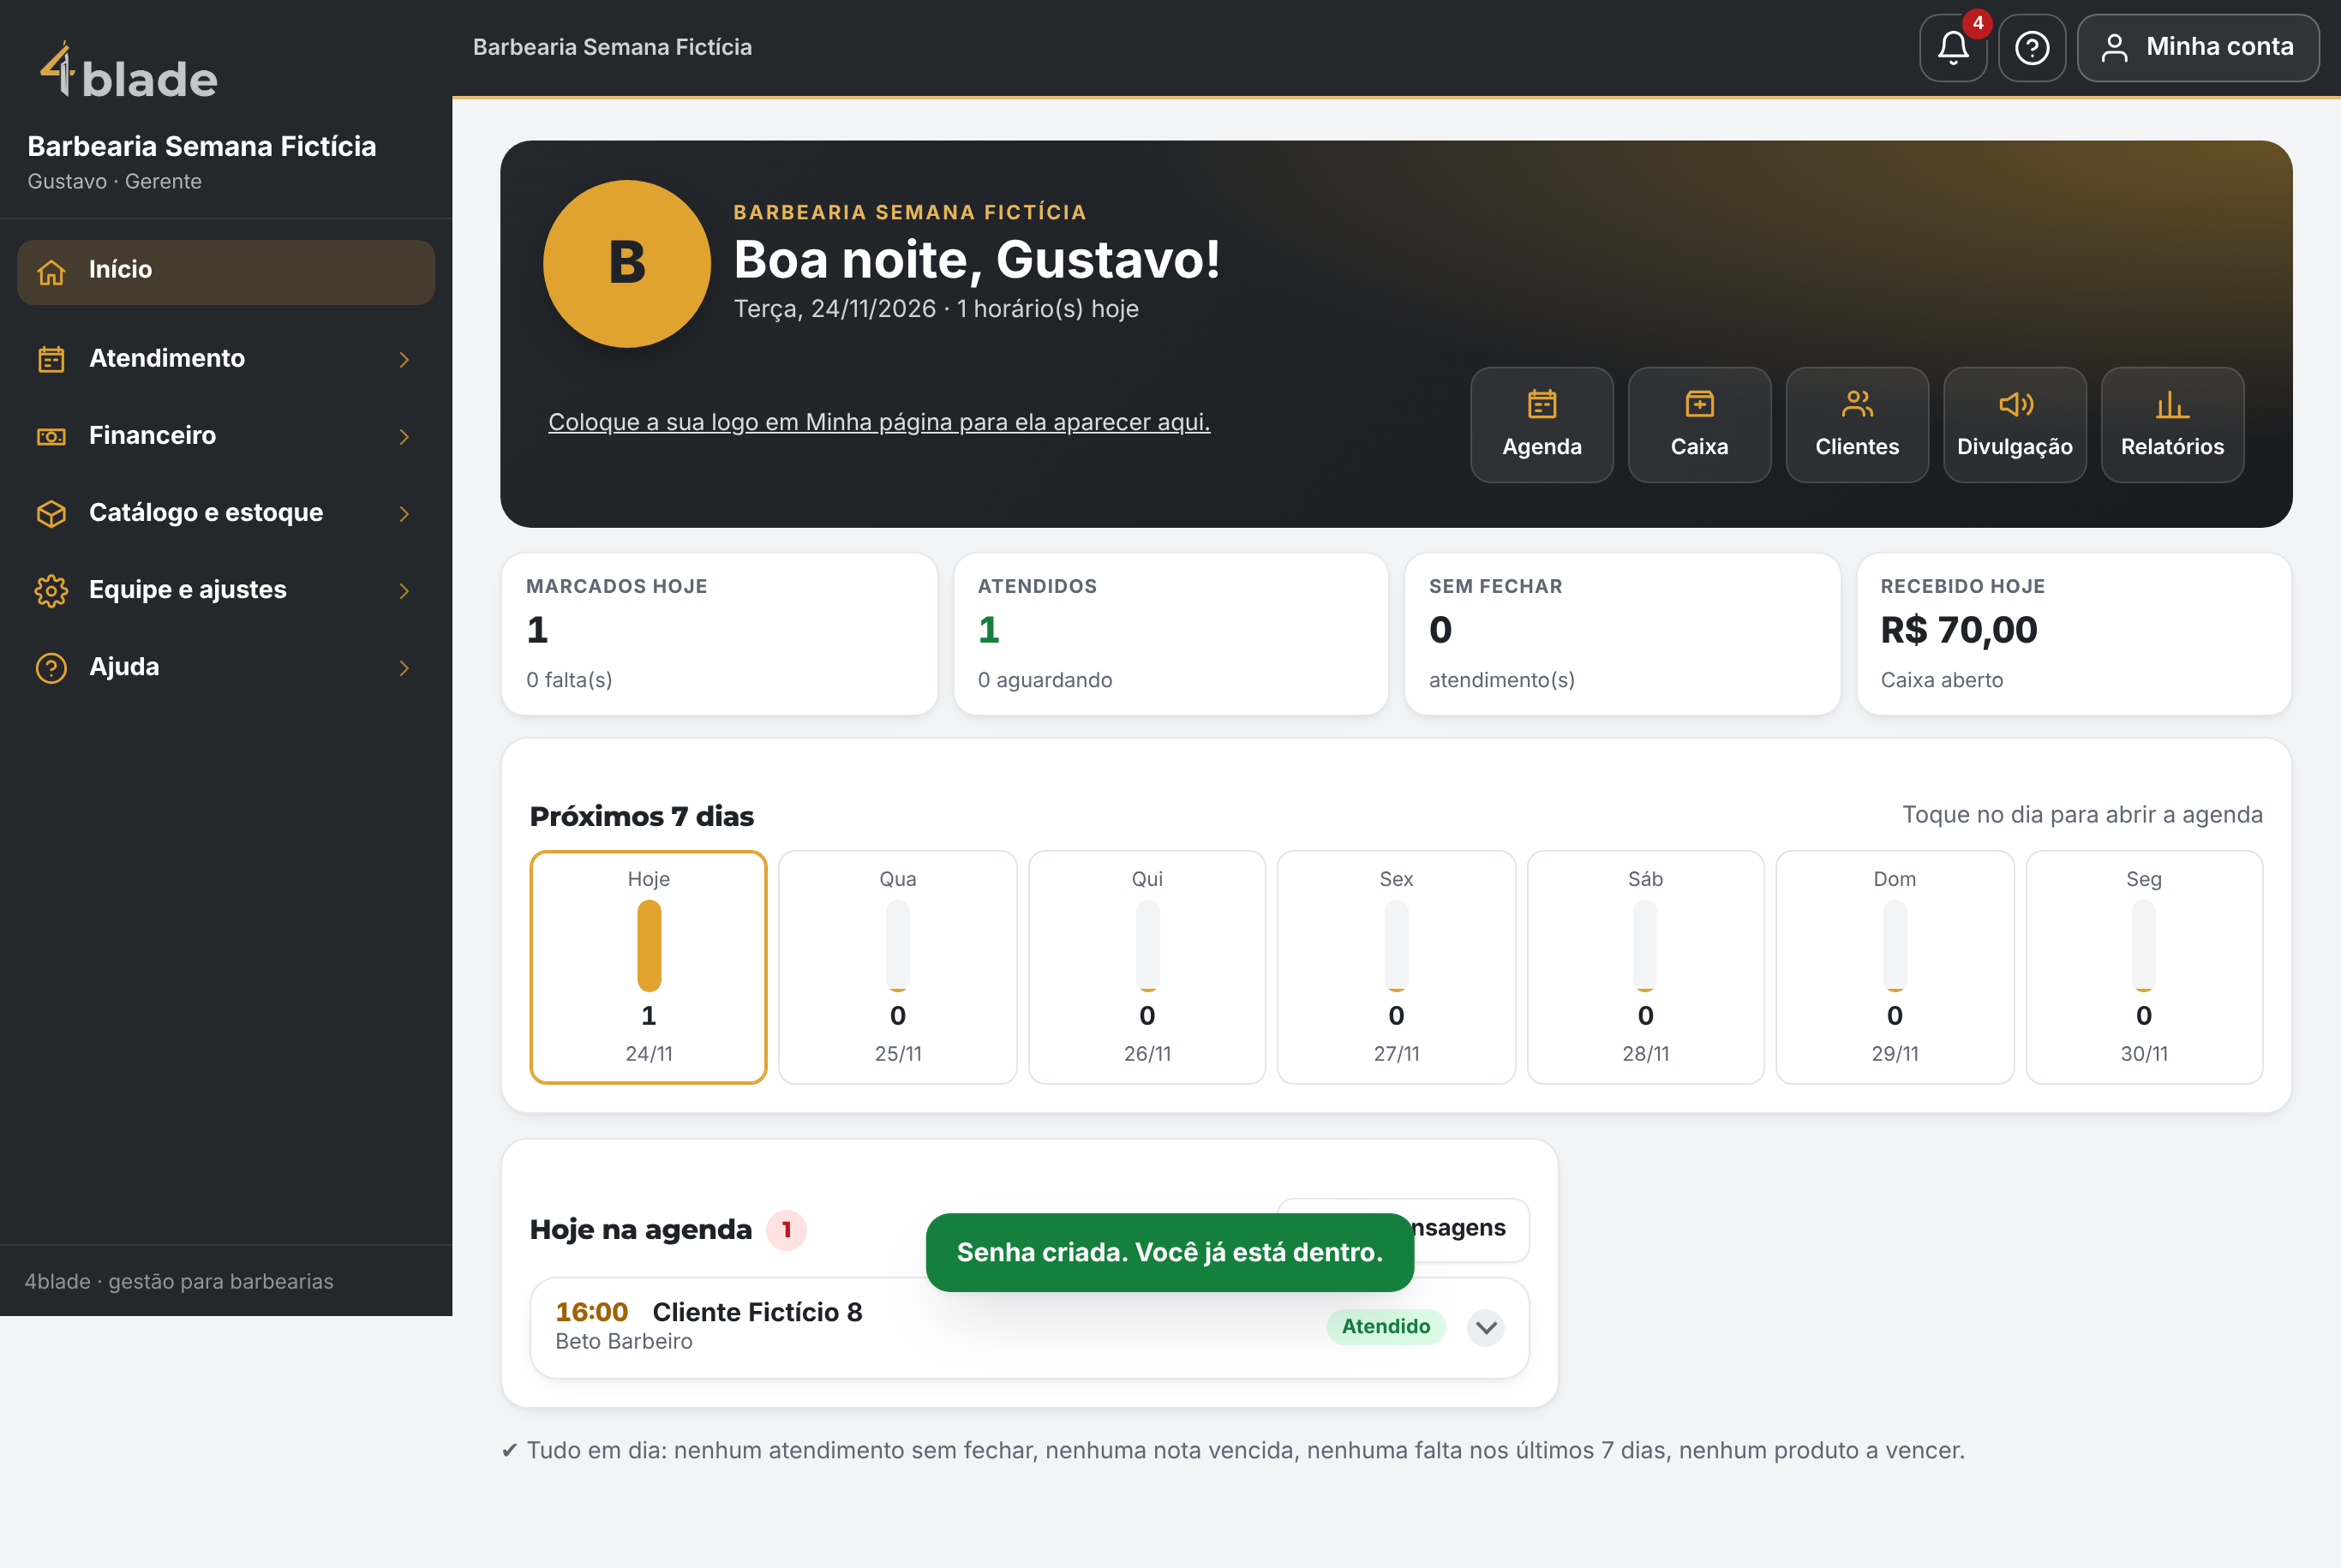 4blade
Barbearia Semana Fictícia
Gustavo · Gerente
Início
Atendimento
Financeiro
Catálogo e estoque
Equipe e ajustes
Ajuda
4blade · gestão para barbearias
Barbearia Semana Fictícia
4
Minha conta
B
BARBEARIA SEMANA FICTÍCIA
Boa noite, Gustavo!
Terça, 24/11/2026 · 1 horário(s) hoje
Coloque a sua logo em Minha página para ela aparecer aqui.
Agenda
Caixa
Clientes
Divulgação
Relatórios
MARCADOS HOJE
1
0 falta(s)
ATENDIDOS
1
0 aguardando
SEM FECHAR
0
atendimento(s)
RECEBIDO HOJE
R$ 70,00
Caixa aberto
Próximos 7 dias
Toque no dia para abrir a agenda
Hoje
1
24/11
Qua
0
25/11
Qui
0
26/11
Sex
0
27/11
Sáb
0
28/11
Dom
0
29/11
Seg
0
30/11
Hoje na agenda 1
Senha criada. Você já está dentro.
16:00 Cliente Fictício 8
Beto Barbeiro
Atendido
✔ Tudo em dia: nenhum atendimento sem fechar, nenhuma nota vencida, nenhuma falta nos últimos 7 dias, nenhum produto a vencer.